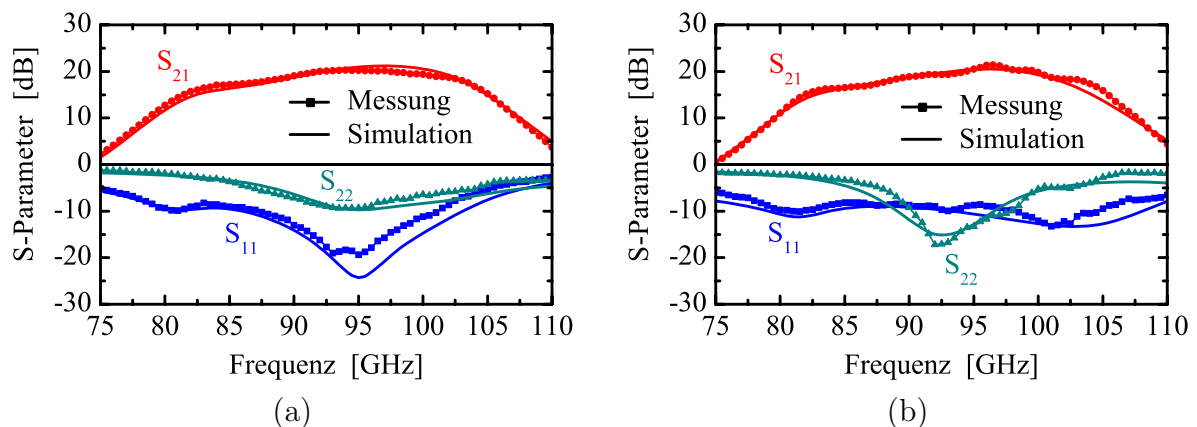 30
20
10
0
-10
-20
-30
S-Parameter [dB]
S21
Messung
Simulation
S22
S11
75 80 85 90 95 100 105 110
Frequenz [GHz]
(a)
30
20
10
0
-10
-20
-30
S-Parameter [dB]
S21
Messung
Simulation
S11
S22
75 80 85 90 95 100 105 110
Frequenz [GHz]
(b)